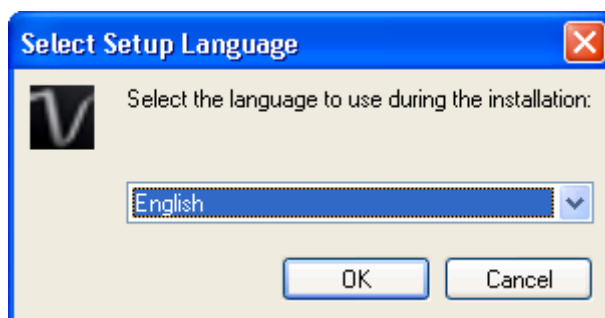 Select Setup Language
Select the language to use during the installation:
English
OK
Cancel